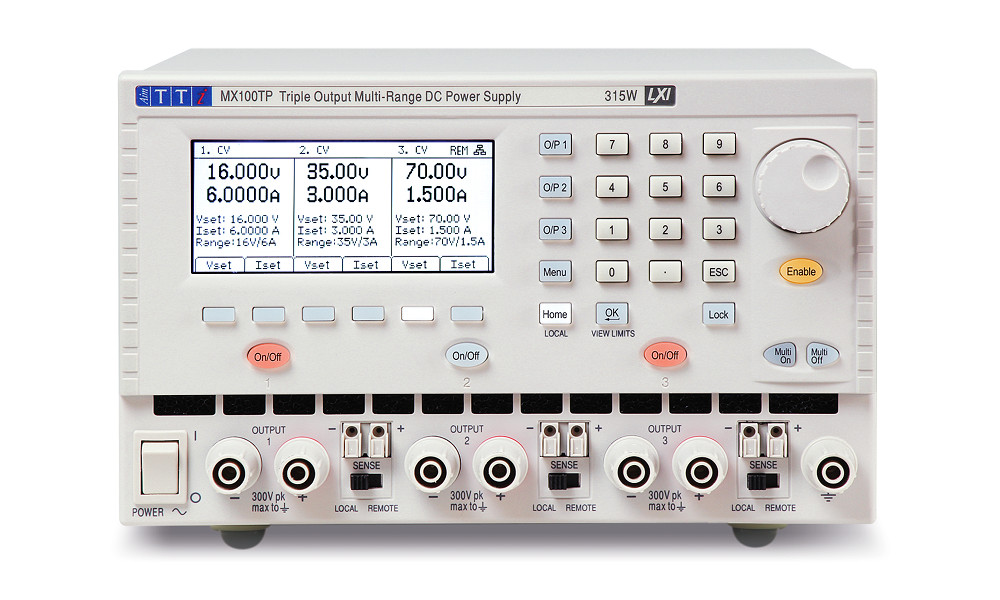 Aim TTi MX100TP Triple Output Multi-Range DC Power Supply 315W LXI
1. CV 2. CV 3. CV REM
16.000V 35.00V 70.00V
6.0000A 3.000A 1.500A
Vset: 16.000 V Vset: 35.00 V Vset: 70.00 V
Iset: 6.0000 A Iset: 3.000 A Iset: 1.500 A
Range:16V/6A Range:35V/3A Range:70V/1.5A
Vset Iset Vset Iset Vset Iset
O/P 1 7 8 9
O/P 2 4 5 6
O/P 3 1 2 3
Menu 0 . ESC
Home OK Lock
LOCAL VIEW LIMITS
Enable
Multi On
Multi Off
On/Off On/Off On/Off
1 2 3
OUTPUT 1 - + OUTPUT 2 - + OUTPUT 3 - +
I
O
POWER
SENSE SENSE SENSE
- + - + - +
300V pk 300V pk 300V pk
max to max to max to
LOCAL REMOTE LOCAL REMOTE LOCAL REMOTE